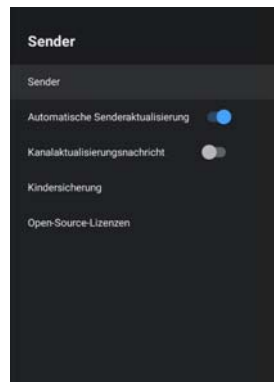 Sender
Sender
Automatische Senderaktualisierung
Kanalaktualisierungsnachricht
Kindersicherung
Open-Source-Lizenzen